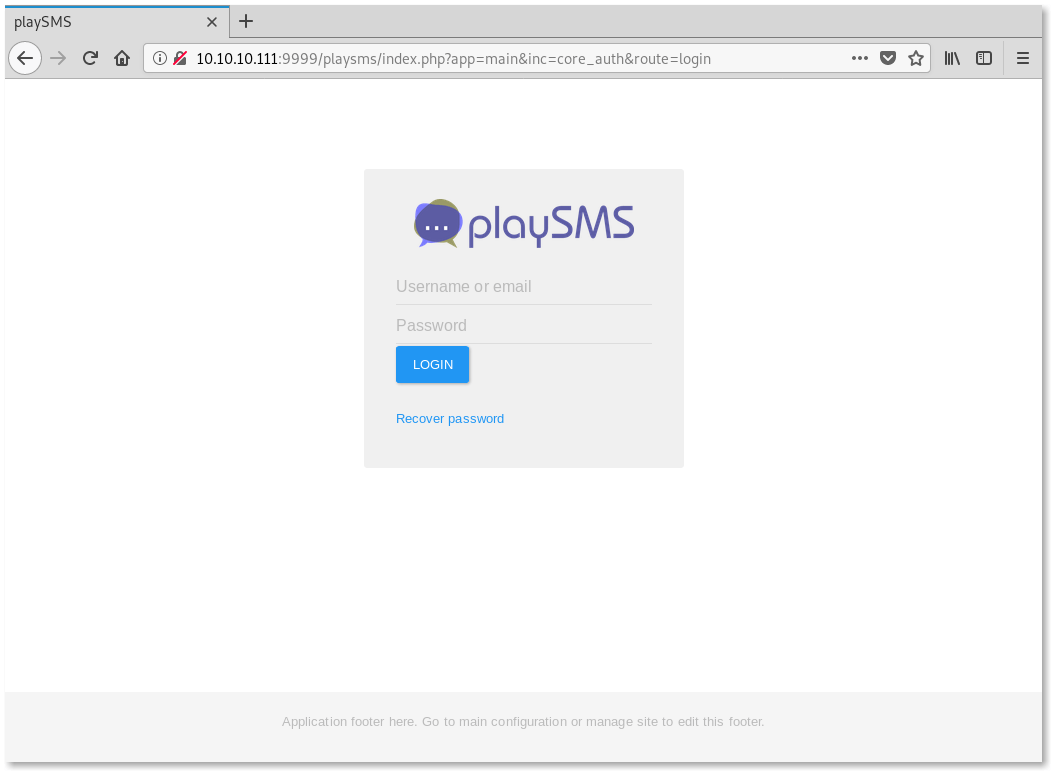 playSMS
10.10.10.111:9999/playsms/index.php?app=main&inc=core_auth&route=login
... playSMS
Username or email
Password
LOGIN
Recover password
Application footer here. Go to main configuration or manage site to edit this footer.